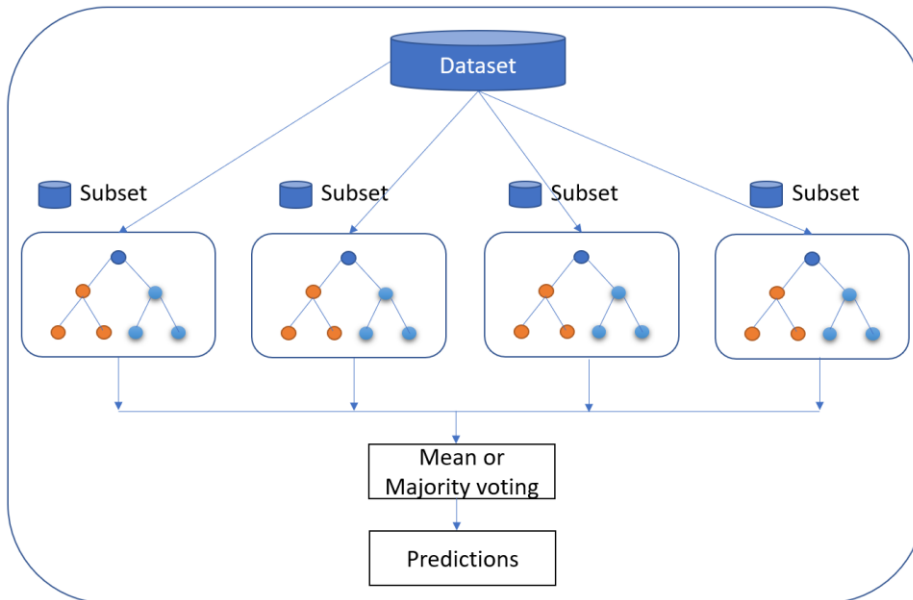 Dataset
Subset
Subset
Subset
Subset
Mean or
Majority voting
Predictions